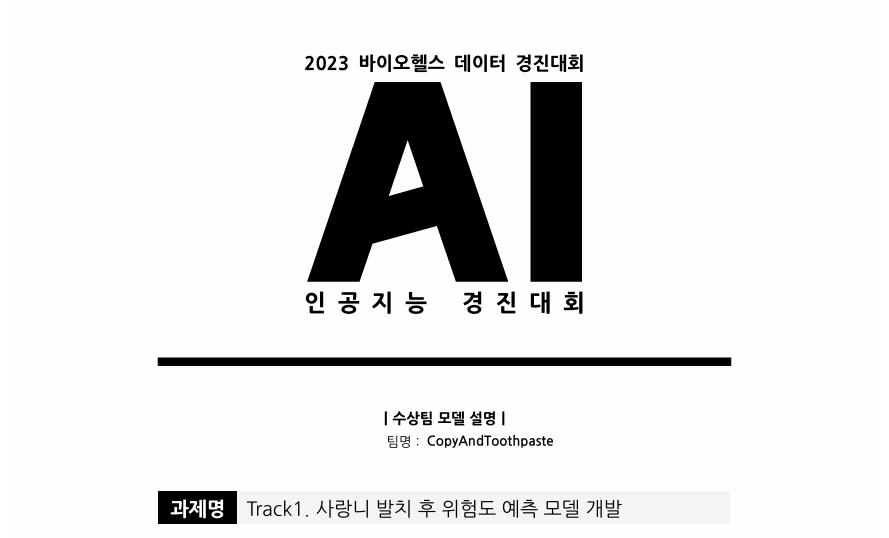 2023 바이오헬스 데이터 경진대회
AI
인공지능 경진대회
| 수상팀 모델 설명 |
팀명 : CopyAndToothpaste
과제명 Track1. 사랑니 발치 후 위험도 예측 모델 개발